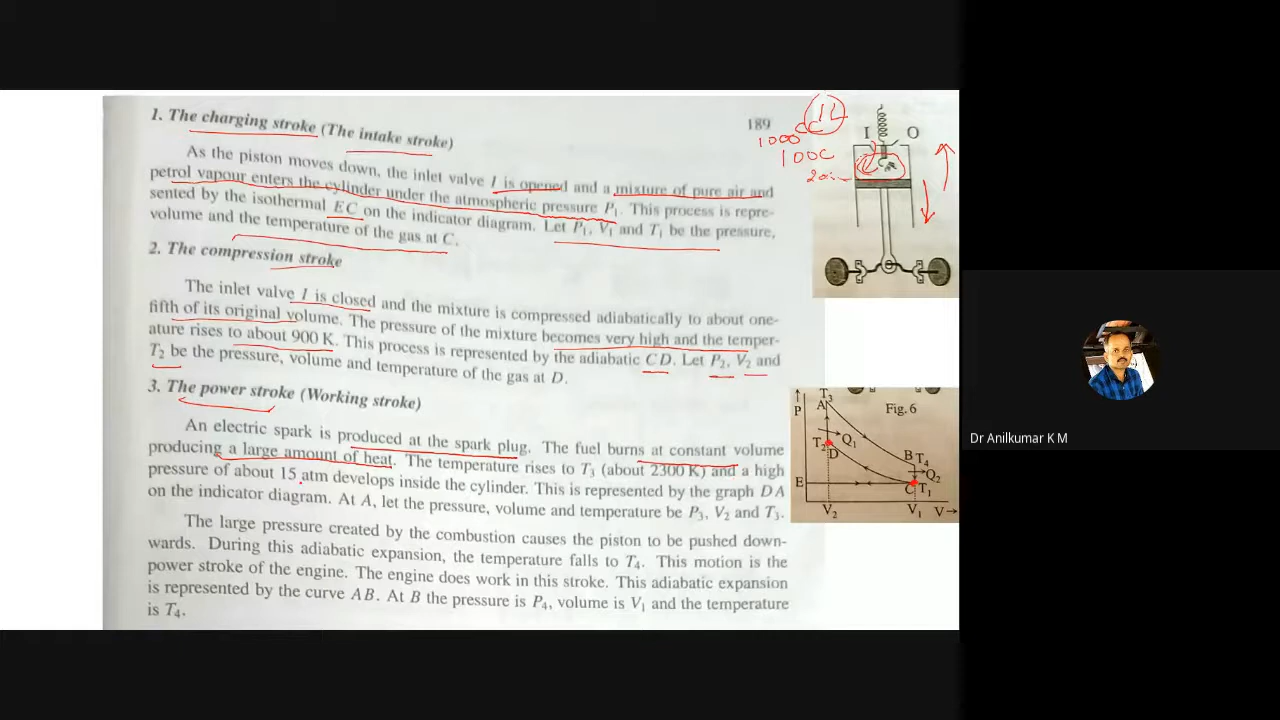 189
1. The charging stroke (The intake stroke)
As the piston moves down, the inlet valve I is opened and a mixture of pure air and
petrol vapour enters the cylinder under the atmospheric pressure P₁. This process is repre-
sented by the isothermal EC on the indicator diagram. Let P₁, V₁ and T₁ be the pressure,
volume and the temperature of the gas at C.
2. The compression stroke
The inlet valve I is closed and the mixture is compressed adiabatically to about one-
fifth of its original volume. The pressure of the mixture becomes very high and the temper-
ature rises to about 900 K. This process is represented by the adiabatic CD. Let P₂, V₂ and
T₂ be the pressure, volume and temperature of the gas at D.
3. The power stroke (Working stroke)
An electric spark is produced at the spark plug. The fuel burns at constant volume
producing a large amount of heat. The temperature rises to T₃ (about 2300 K) and a high
pressure of about 15 atm develops inside the cylinder. This is represented by the graph DA
on the indicator diagram. At A, let the pressure, volume and temperature be P₃, V₂ and T₃.
The large pressure created by the combustion causes the piston to be pushed down-
wards. During this adiabatic expansion, the temperature falls to T₄. This motion is the
power stroke of the engine. The engine does work in this stroke. This adiabatic expansion
is represented by the curve AB. At B the pressure is P₄, volume is V₁ and the temperature
is T₄.
1L
1000 CC
I O
T₃
P A
Fig. 6
Q₁
T₂ D
B T₄
Q₂
E C T₁
V₂ V₁ V→
Dr Anilkumar K M